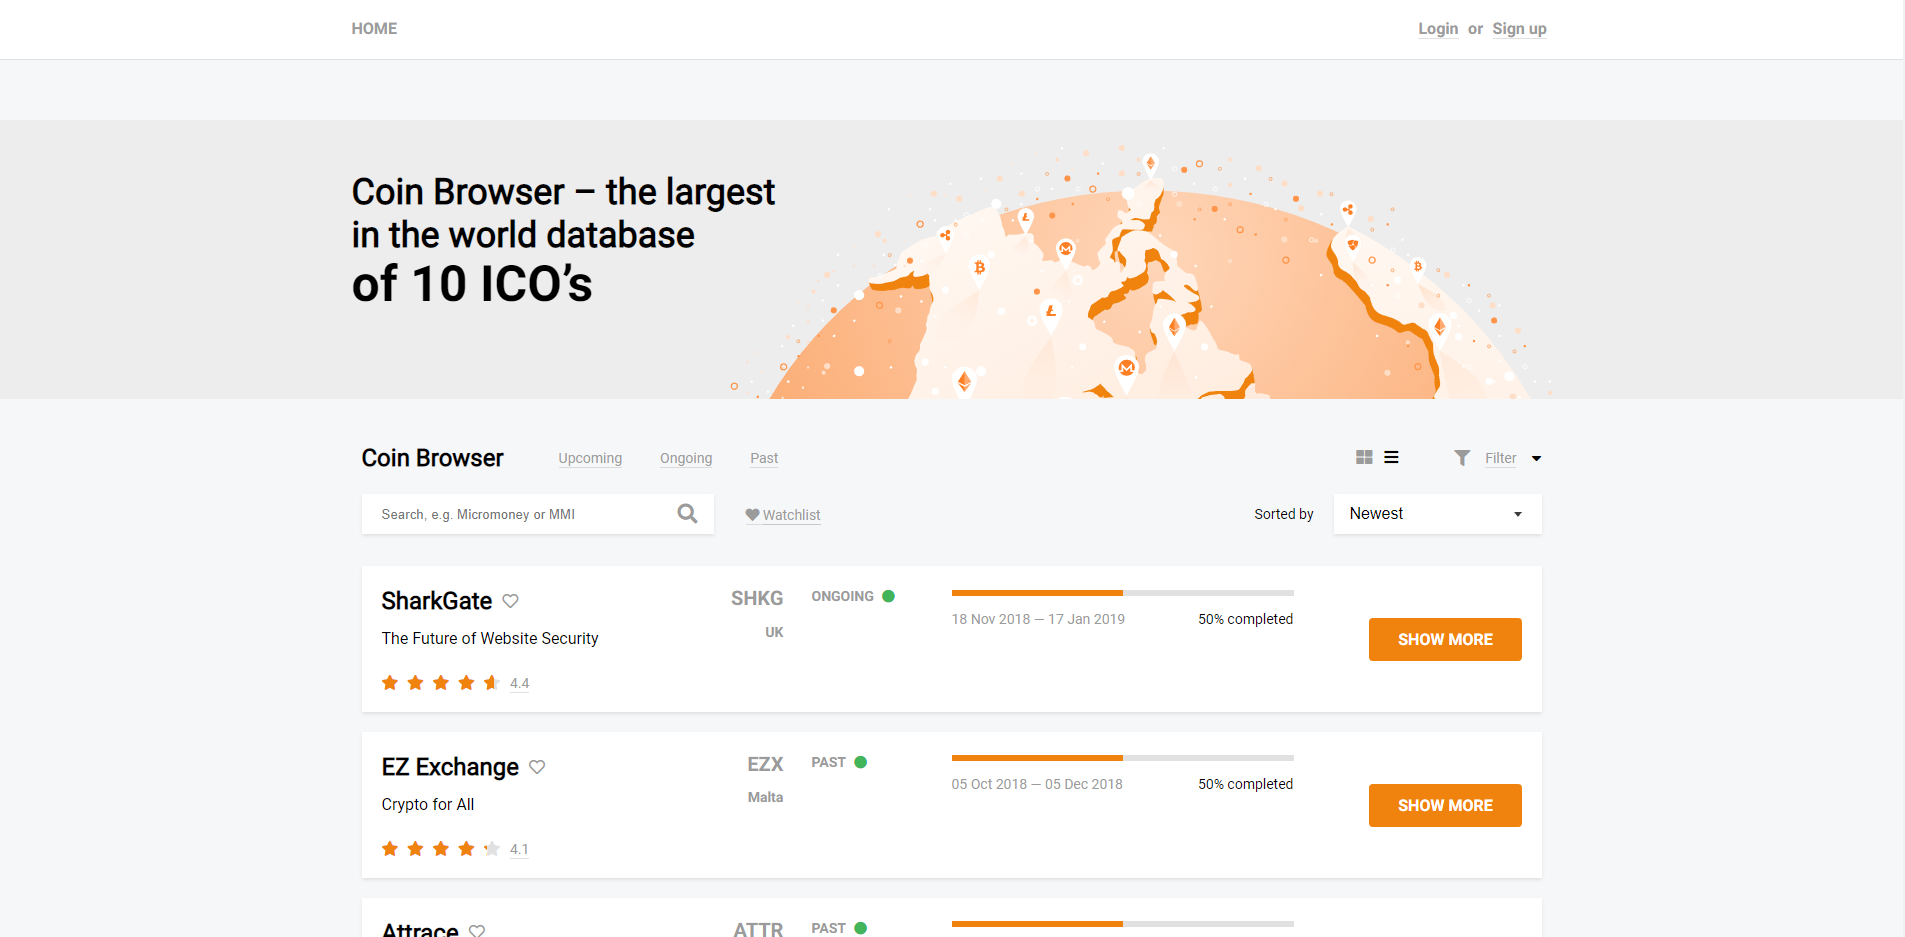 HOME
Login or Sign up
Coin Browser – the largest
in the world database
of 10 ICO’s
Coin Browser
Upcoming
Ongoing
Past
Filter
Search, e.g. Micromoney or MMI
Watchlist
Sorted by
Newest
SharkGate
SHKG
ONGOING
The Future of Website Security
UK
18 Nov 2018 — 17 Jan 2019
50% completed
SHOW MORE
4.4
EZ Exchange
EZX
PAST
Crypto for All
Malta
05 Oct 2018 — 05 Dec 2018
50% completed
SHOW MORE
4.1
Attrace
ATTR
PAST